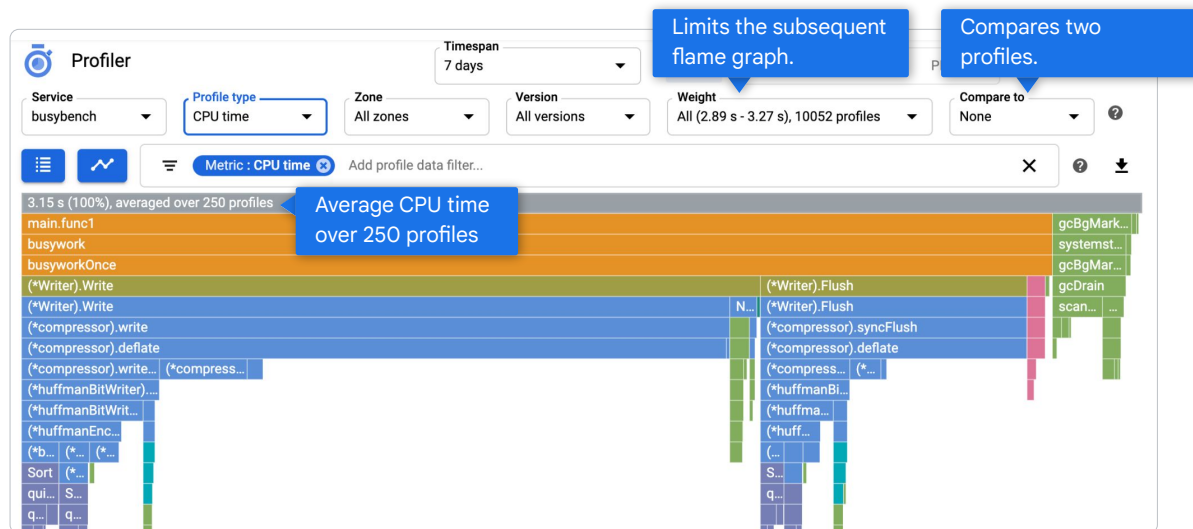 Limits the subsequent
flame graph.
Compares two
profiles.
Profiler
Timespan
7 days
Service
busybench
Profile type
CPU time
Zone
All zones
Version
All versions
Weight
All (2.89 s - 3.27 s), 10052 profiles
Compare to
None
Metric : CPU time
Add profile data filter...
3.15 s (100%), averaged over 250 profiles
Average CPU time
over 250 profiles
main.func1
gcBgMark...
busywork
systemst...
busyworkOnce
gcBgMar...
(*Writer).Write
(*Writer).Flush
gcDrain
(*Writer).Write
N...
(*Writer).Flush
scan...
...
(*compressor).write
(*compressor).syncFlush
(*compressor).deflate
(*compressor).deflate
(*compressor).write...
(*compress...
(*compress...
(*...
(*huffmanBitWriter)....
(*huffmanBi...
(*huffmanBitWrit...
(*huffma...
(*huffmanEnc...
(*huff...
(*b...
(*...
(*...
(...
Sort
(*...
S...
qui...
S...
q...
q...
q...